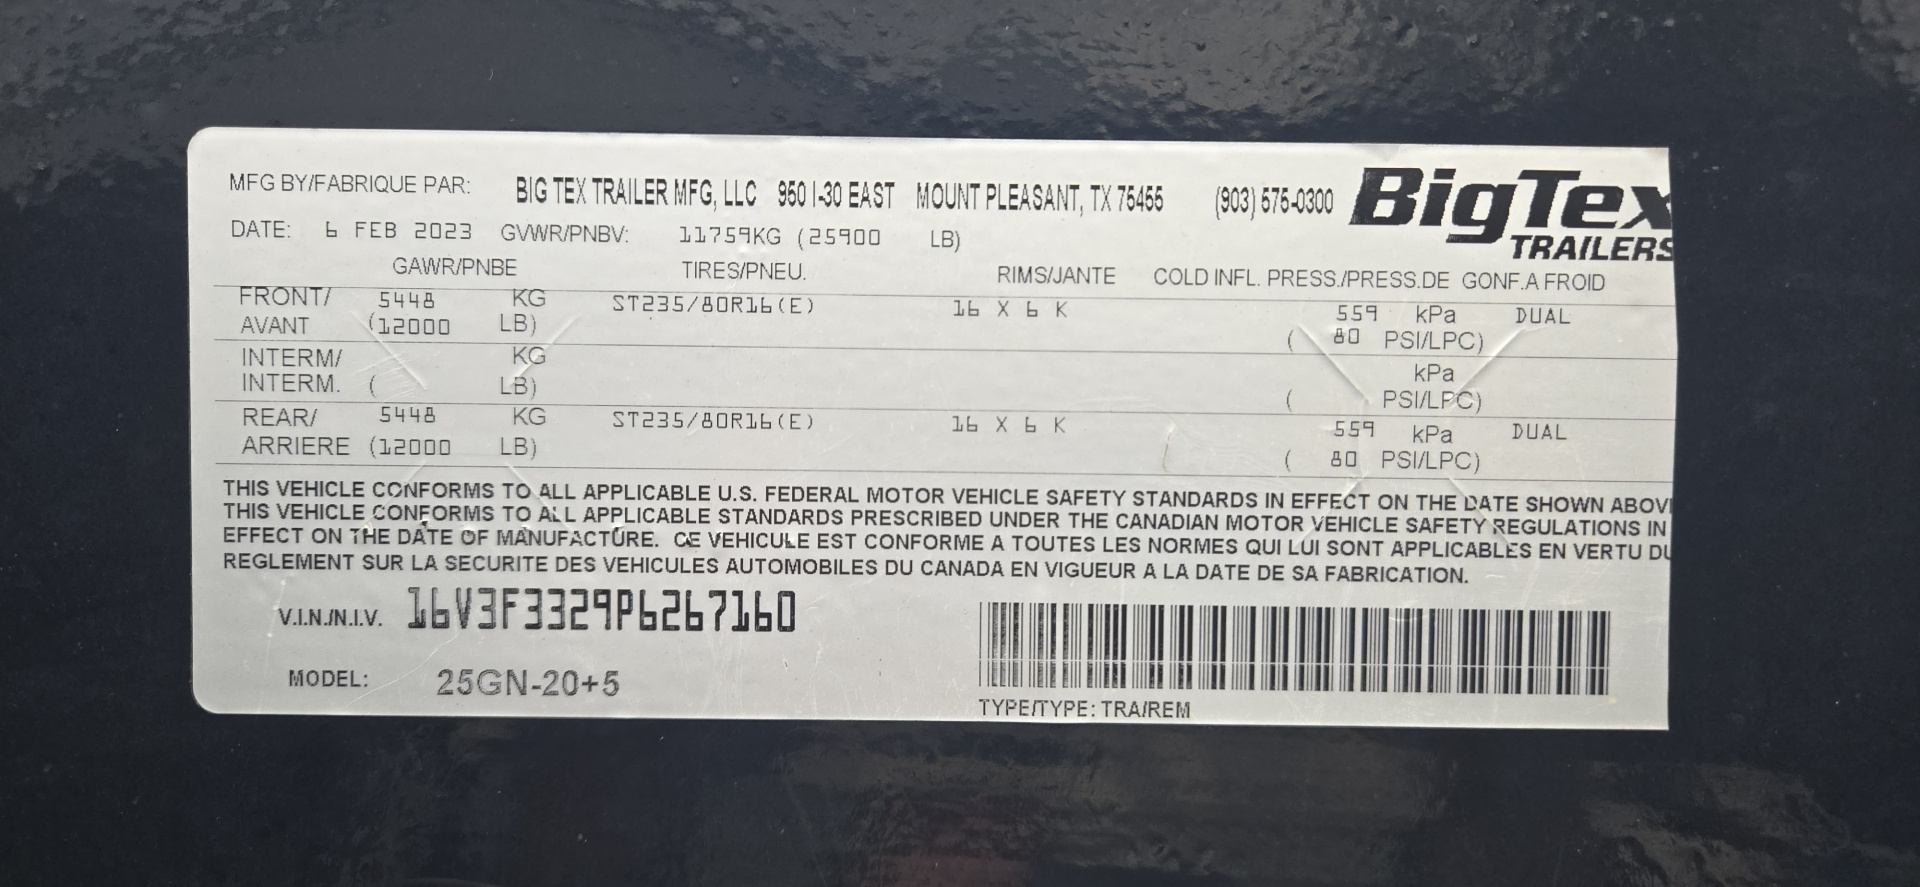 MFG BY/FABRIQUE PAR: BIG TEX TRAILER MFG, LLC 950 I-30 EAST MOUNT PLEASANT, TX 75455 (903) 575-0300 BigTex
TRAILERS
DATE: 6 FEB 2023 GVWR/PNBV: 11759KG (25900 LB)
GAWR/PNBE TIRES/PNEU. RIMS/JANTE COLD INFL. PRESS./PRESS.DE GONF.A FROID
FRONT/ 5448 KG ST235/80R16(E) 16 X 6 K 559 kPa DUAL
AVANT (12000 LB) ( 80 PSI/LPC)
INTERM/ KG kPa
INTERM. ( LB) ( PSI/LPC)
REAR/ 5448 KG ST235/80R16(E) 16 X 6 K 559 kPa DUAL
ARRIERE (12000 LB) ( 80 PSI/LPC)
THIS VEHICLE CONFORMS TO ALL APPLICABLE U.S. FEDERAL MOTOR VEHICLE SAFETY STANDARDS IN EFFECT ON THE DATE SHOWN ABOV
THIS VEHICLE CONFORMS TO ALL APPLICABLE STANDARDS PRESCRIBED UNDER THE CANADIAN MOTOR VEHICLE SAFETY REGULATIONS IN
EFFECT ON THE DATE OF MANUFACTURE. CE VEHICULE EST CONFORME A TOUTES LES NORMES QUI LUI SONT APPLICABLES EN VERTU DU
REGLEMENT SUR LA SECURITE DES VEHICULES AUTOMOBILES DU CANADA EN VIGUEUR A LA DATE DE SA FABRICATION.
V.I.N./N.I.V. 16V3F3329P6267160
MODEL: 25GN-20+5
TYPE/TYPE: TRA/REM